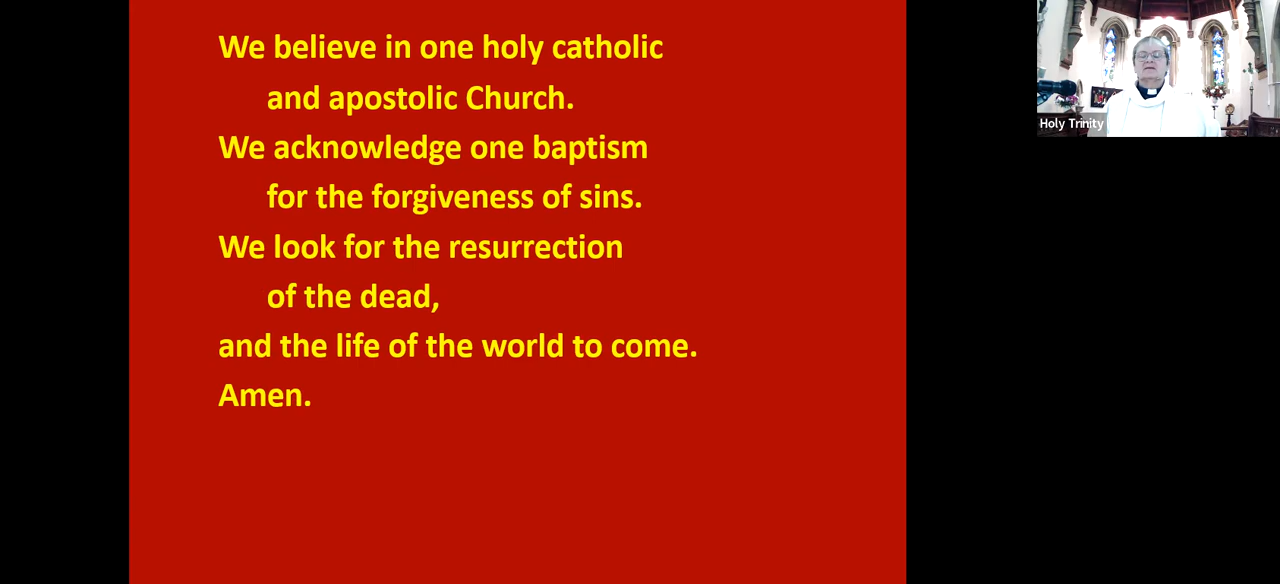 We believe in one holy catholic
and apostolic Church.
We acknowledge one baptism
for the forgiveness of sins.
We look for the resurrection
of the dead,
and the life of the world to come.
Amen.
Holy Trinity